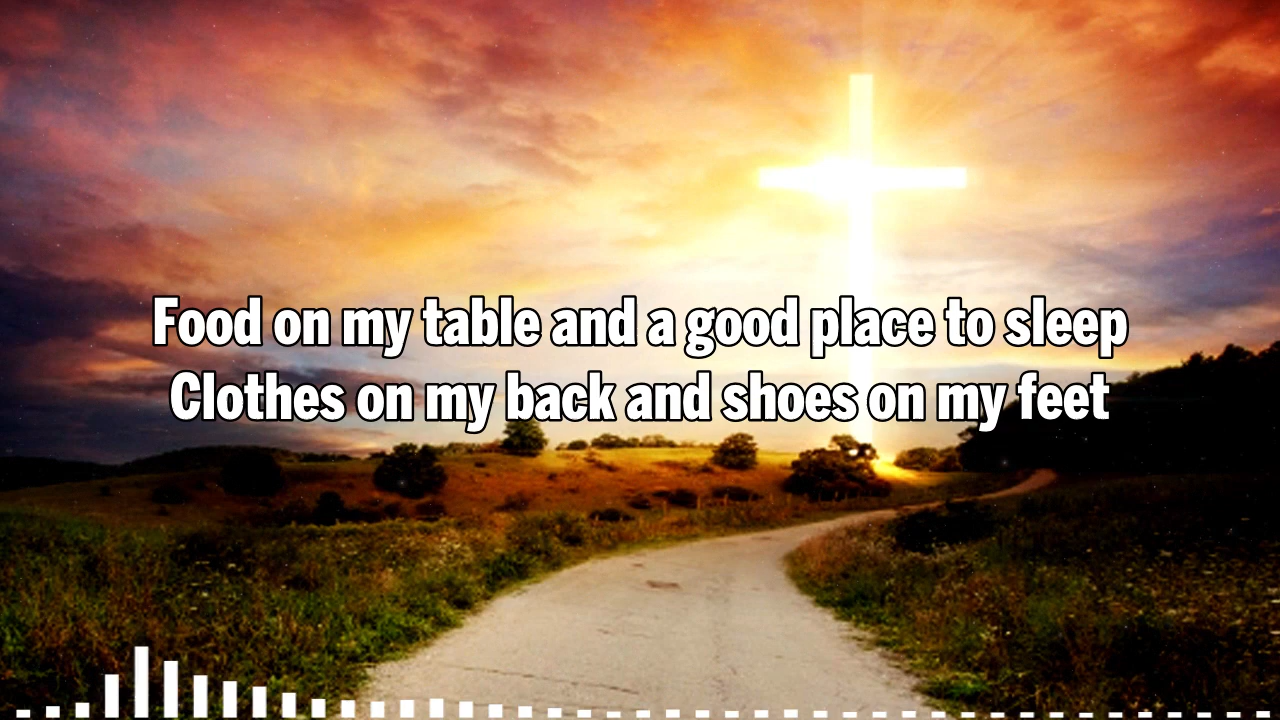 Food on my table and a good place to sleep
Clothes on my back and shoes on my feet